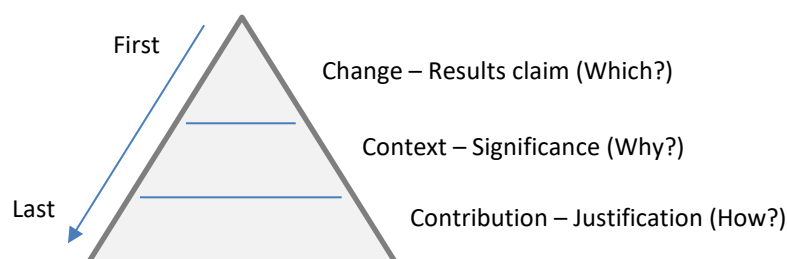 First
Change – Results claim (Which?)
Context – Significance (Why?)
Last
Contribution – Justification (How?)